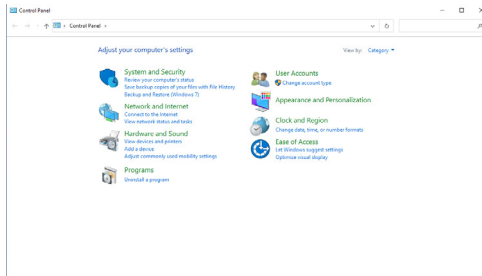 Control Panel
Control Panel
Adjust your computer's settings
View by: Category
System and Security
Review your computer's status
Save backup copies of your files with File History
Backup and Restore (Windows 7)
Network and Internet
Connect to the Internet
View network status and tasks
Hardware and Sound
View devices and printers
Add a device
Adjust commonly used mobility settings
Programs
Uninstall a program
User Accounts
Change account type
Appearance and Personalization
Clock and Region
Change date, time, or number formats
Ease of Access
Let Windows suggest settings
Optimize visual display